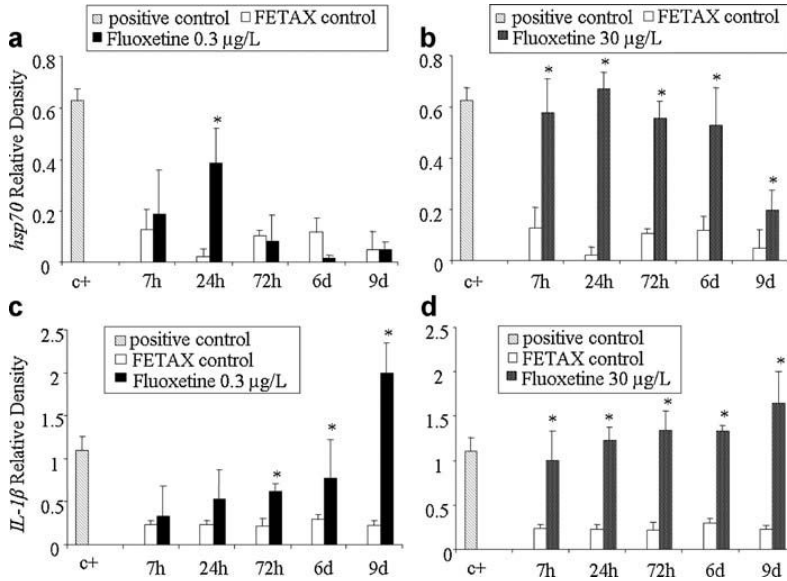 a
positive control FETAX control
Fluoxetine 0.3 µg/L
hsp70 Relative Density
0.8
0.6
0.4
0.2
0
c+ 7h 24h 72h 6d 9d
*
b
positive control FETAX control
Fluoxetine 30 µg/L
0.8
0.6
0.4
0.2
0
c+ 7h 24h 72h 6d 9d
* * * * *
c
positive control
FETAX control
Fluoxetine 0.3 µg/L
IL-1β Relative Density
2.5
2
1.5
1
0.5
0
c+ 7h 24h 72h 6d 9d
* * *
d
positive control
FETAX control
Fluoxetine 30 µg/L
2.5
2
1.5
1
0.5
0
c+ 7h 24h 72h 6d 9d
* * * * *